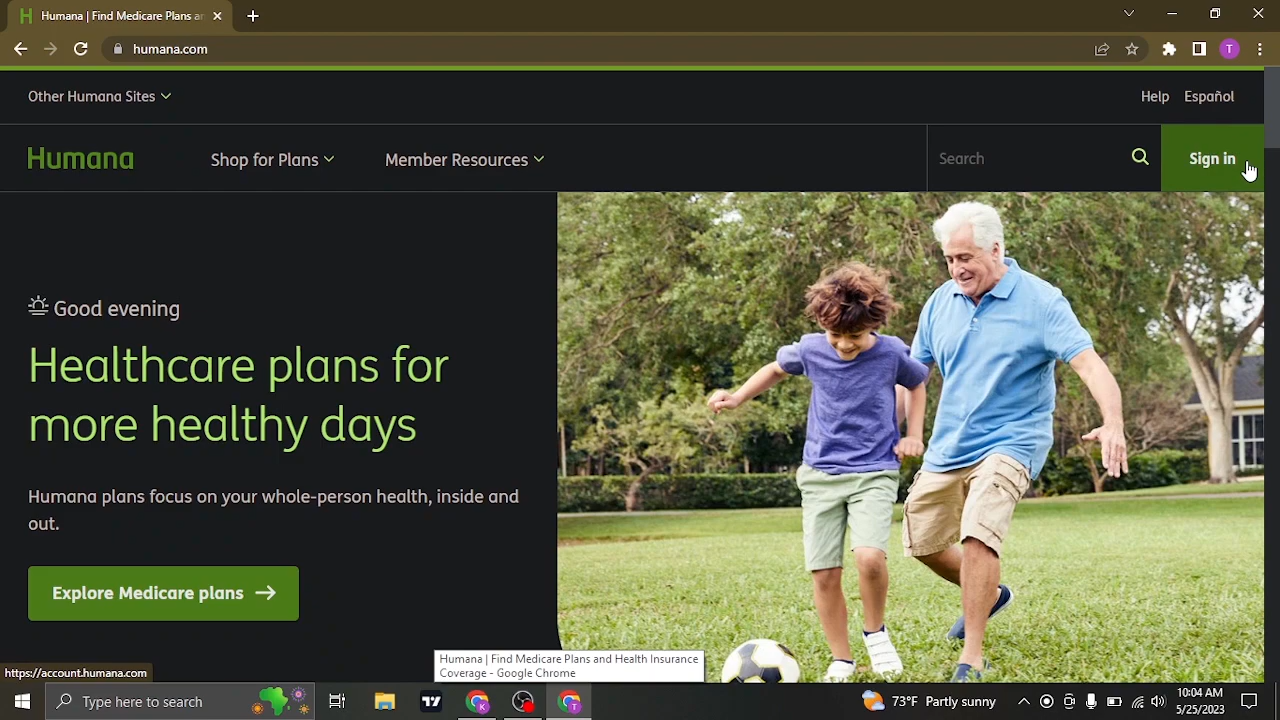 Humana | Find Medicare Plans an
humana.com
T
Other Humana Sites
Help
Español
Humana
Shop for Plans
Member Resources
Search
Sign in
Good evening
Healthcare plans for
more healthy days
Humana plans focus on your whole-person health, inside and
out.
Explore Medicare plans
https://account.humana.com
Humana | Find Medicare Plans and Health Insurance
Coverage - Google Chrome
Type here to search
K
T
73°F Partly sunny
10:04 AM
5/25/2023